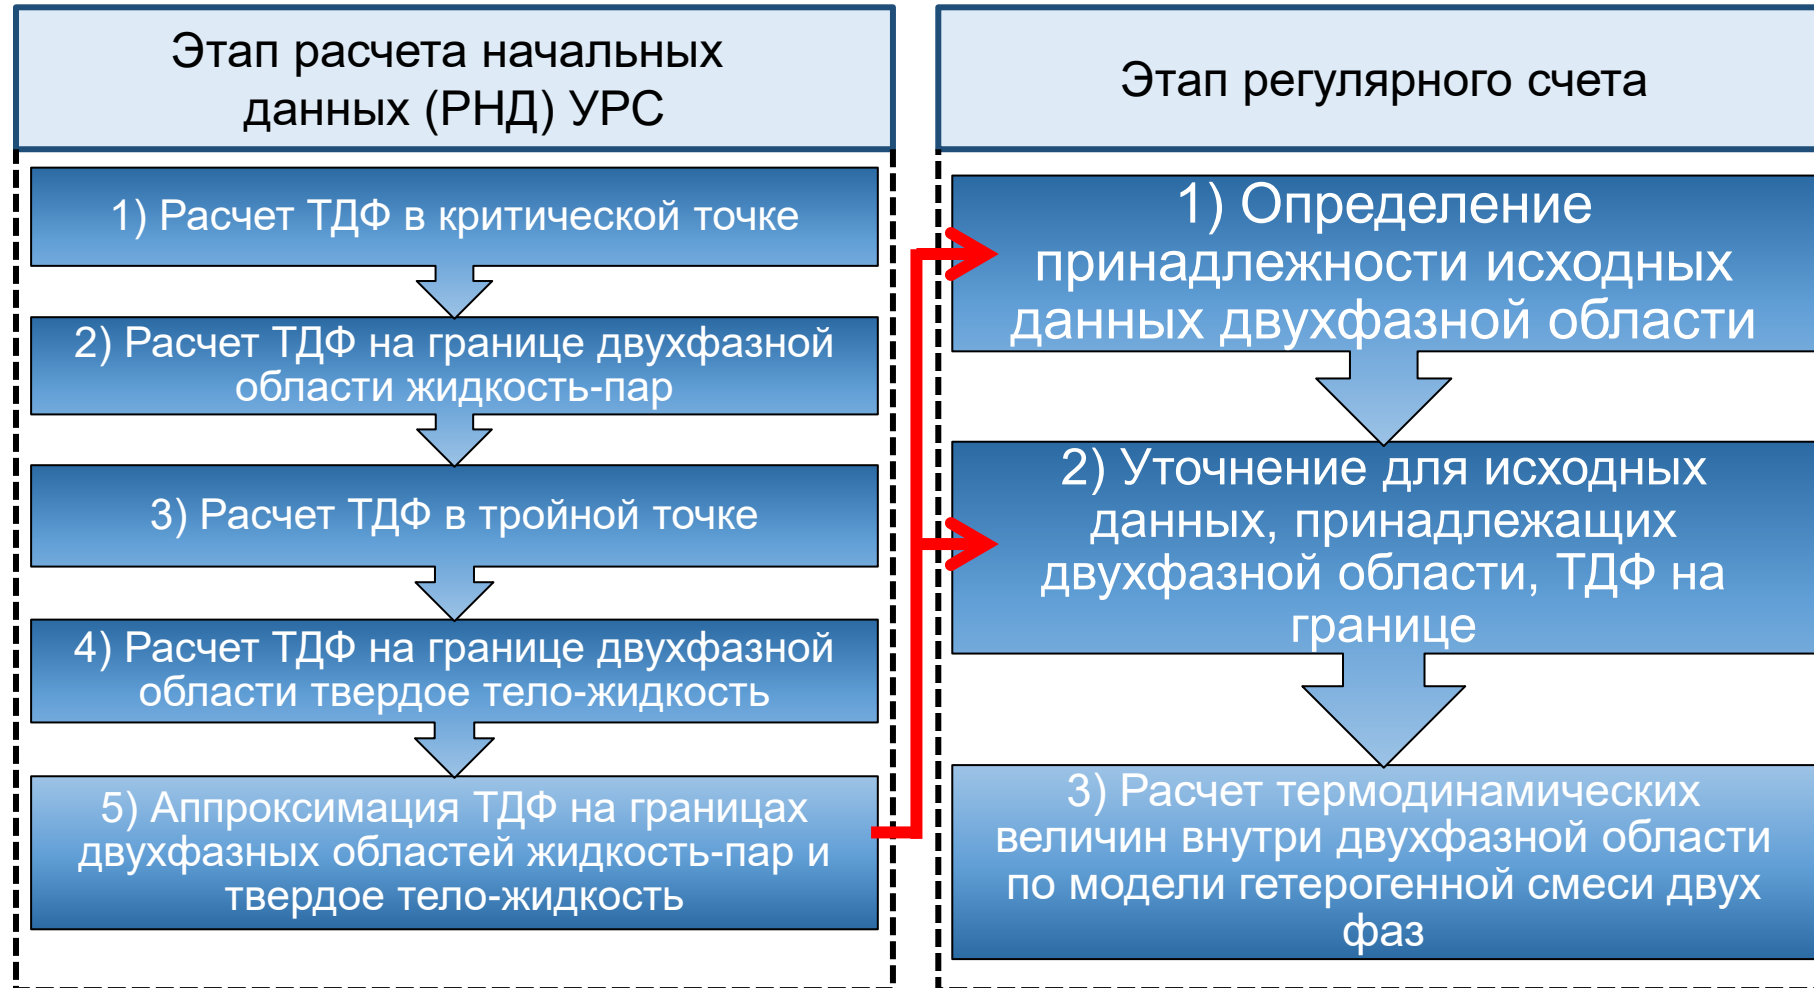 Этап расчета начальных
данных (РНД) УРС
1) Расчет ТДФ в критической точке
2) Расчет ТДФ на границе двухфазной
области жидкость-пар
3) Расчет ТДФ в тройной точке
4) Расчет ТДФ на границе двухфазной
области твердое тело-жидкость
5) Аппроксимация ТДФ на границах
двухфазных областей жидкость-пар и
твердое тело-жидкость
Этап регулярного счета
1) Определение
принадлежности исходных
данных двухфазной области
2) Уточнение для исходных
данных, принадлежащих
двухфазной области, ТДФ на
границе
3) Расчет термодинамических
величин внутри двухфазной области
по модели гетерогенной смеси двух
фаз